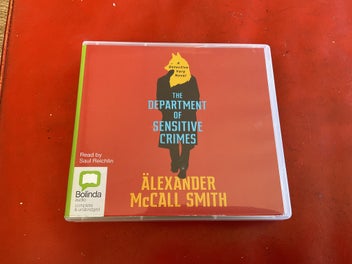 A
Detective
Varg
Novel
THE
DEPARTMENT
OF
SENSITIVE
CRIMES
Read by
Saul Reichlin
ÄLEXANDER
McCALL SMITH
Bolinda
audio
complete
& unabridged